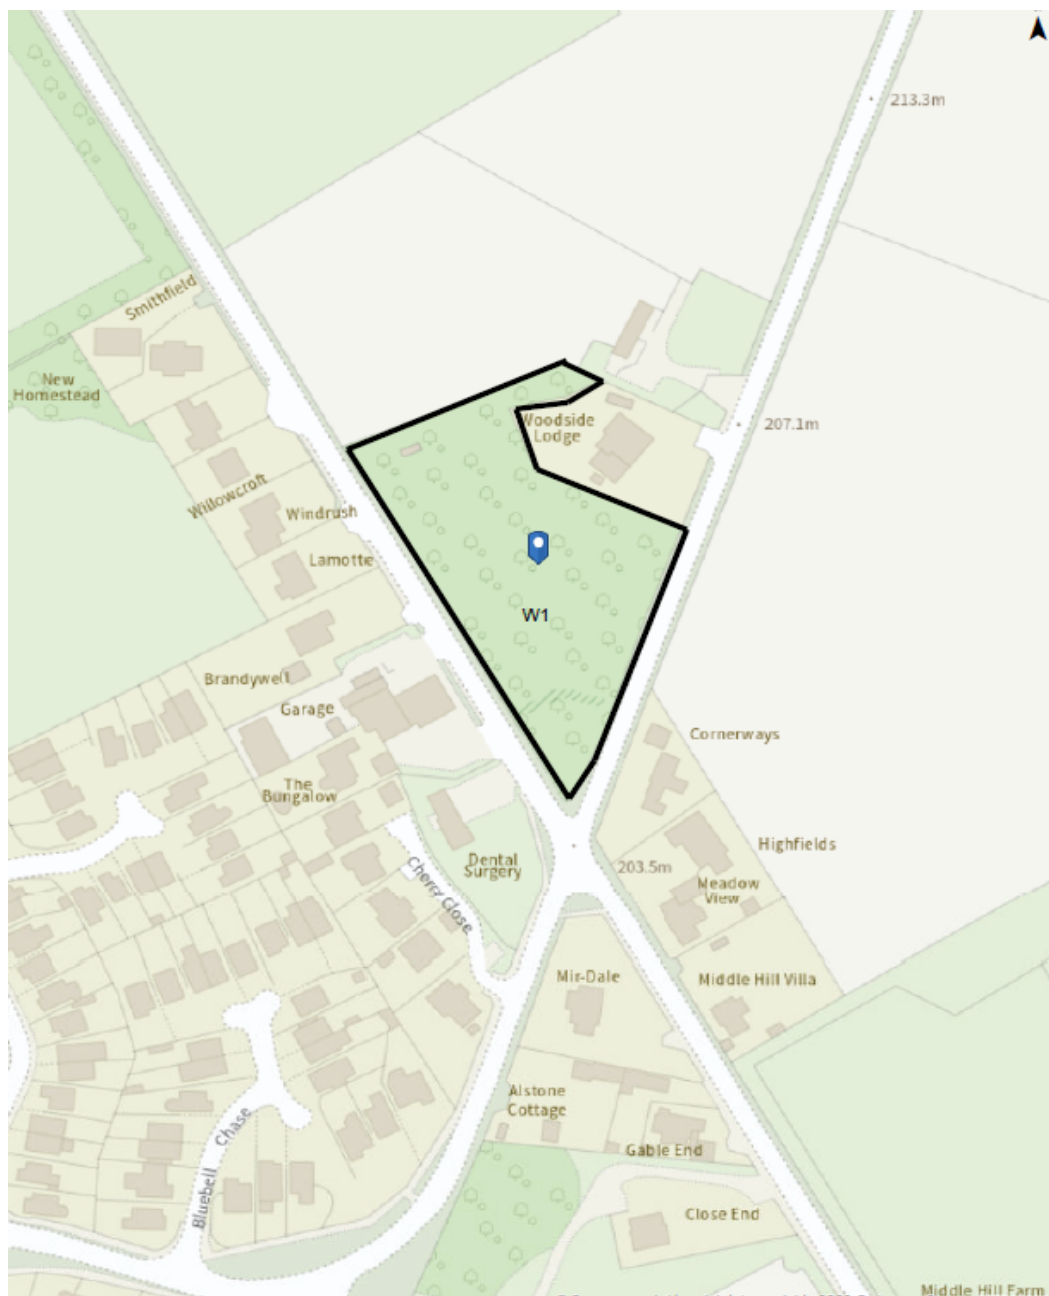 213.3m
Smithfield
New
Homestead
Woodside
Lodge
207.1m
Willowcroft
Windrush
Lamotte
W1
Brandywell
Garage
Cornerways
The
Bungalow
Highfields
Dental
Surgery
203.5m
Cherry Close
Meadow
View
Mir-Dale
Middle Hill Villa
Alstone
Cottage
Gable End
Bluebell Chase
Close End
Middle Hill Farm